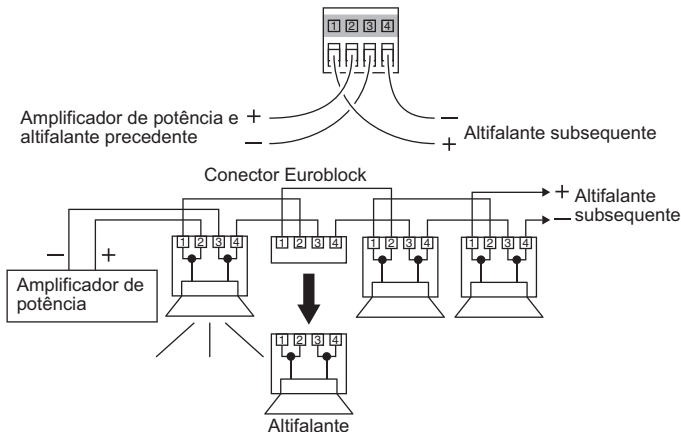 1 2 3 4
Amplificador de potência e
altifalante precedente
+
−
−
+
Altifalante subsequente
Conector Euroblock
+
−
Altifalante
subsequente
1 2 3 4
1 2 3 4
1 2 3 4
1 2 3 4
− +
Amplificador de
potência
1 2 3 4
Altifalante